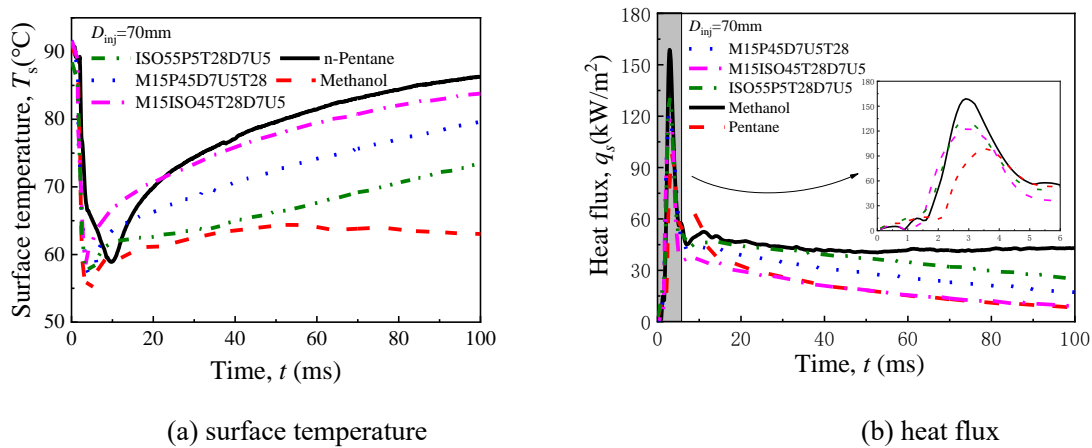 D_inj=70mm
ISO55P5T28D7U5 n-Pentane
M15P45D7U5T28 Methanol
M15ISO45T28D7U5
90
80
70
60
50
0 20 40 60 80 100
Surface temperature, T_s(℃)
Time, t (ms)
(a) surface temperature
D_inj=70mm
M15P45D7U5T28
M15ISO45T28D7U5
ISO55P5T28D7U5
Methanol
Pentane
180
150
120
90
60
30
0
0 20 40 60 80 100
Heat flux, q_s(kW/m²)
Time, t (ms)
180
150
120
90
60
30
0
0 1 2 3 4 5 6
(b) heat flux